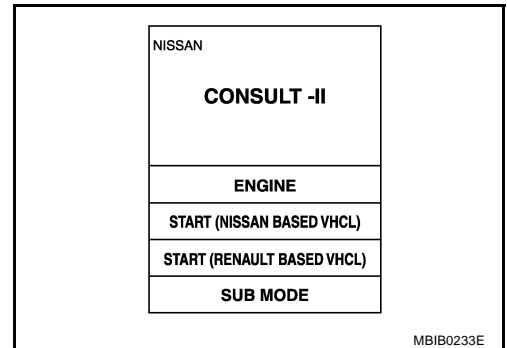 NISSAN
CONSULT -II
ENGINE
START (NISSAN BASED VHCL)
START (RENAULT BASED VHCL)
SUB MODE
MBIB0233E